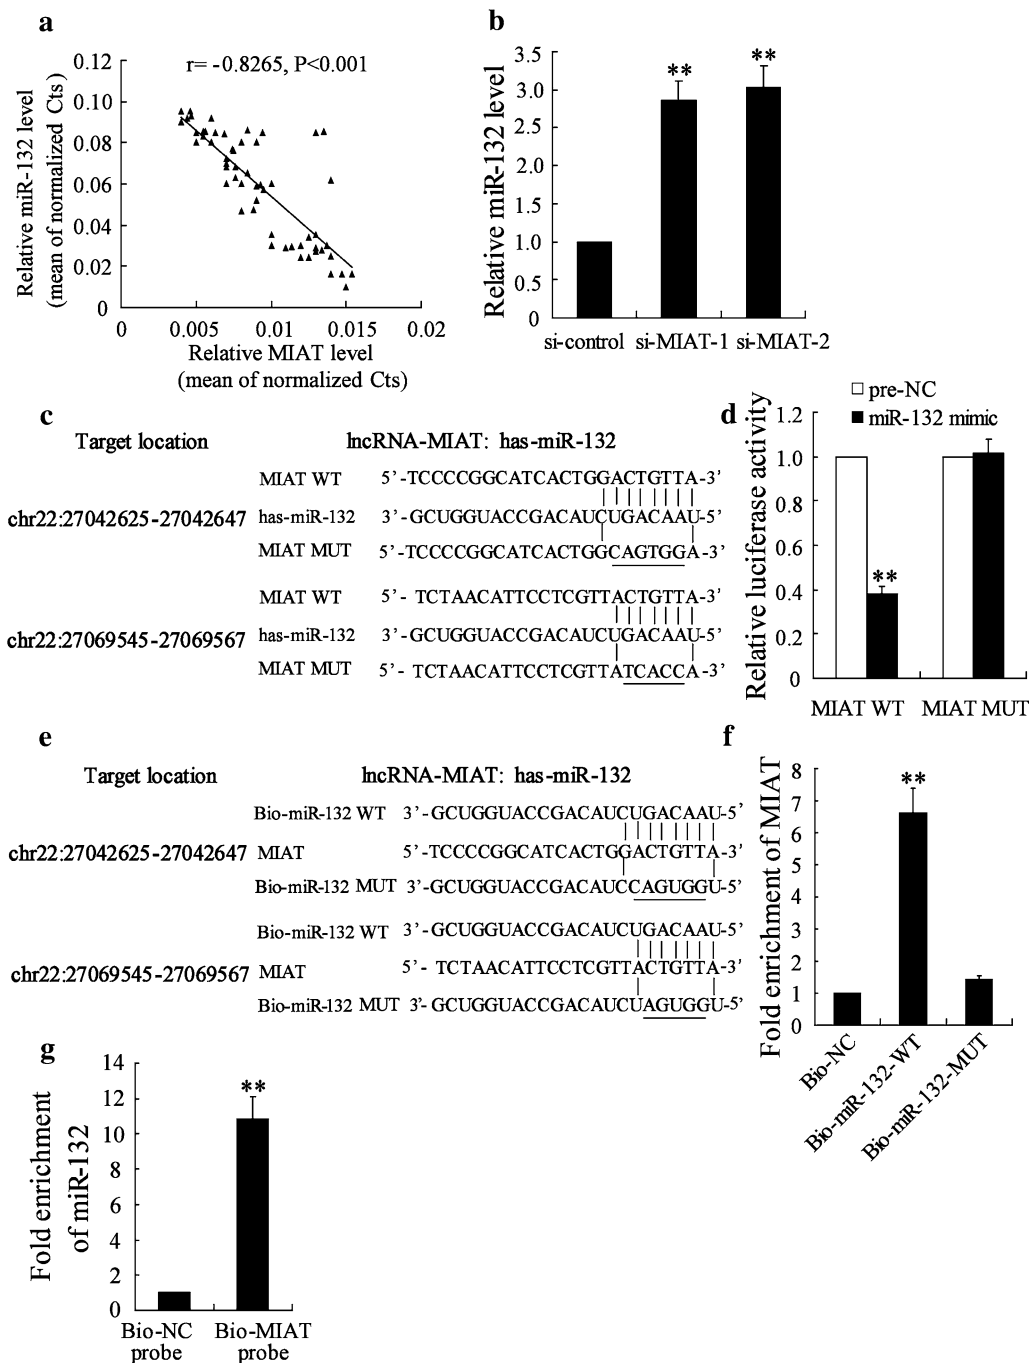 a
r= -0.8265, P<0.001
Relative miR-132 level
(mean of normalized Cts)
0.12
0.10
0.08
0.06
0.04
0.02
0
0
0.005
0.01
0.015
0.02
Relative MIAT level
(mean of normalized Cts)
b
Relative miR-132 level
3.5
3.0
2.5
2.0
1.5
1.0
0.5
0
**
**
si-control
si-MIAT-1
si-MIAT-2
c
Target location
lncRNA-MIAT: has-miR-132
MIAT WT 5’-TCCCCGGCATCACTGGACTGTTA-3’
chr22:27042625-27042647
has-miR-132 3’-GCUGGUACCGACAUCUGACAAU-5’
MIAT MUT 5’-TCCCCGGCATCACTGGCAGTGGA-3’
MIAT WT 5’- TCTAACATTCCTCGTTACTGTTA-3’
chr22:27069545-27069567
has-miR-132 3’-GCUGGUACCGACAUCUGACAAU-5’
MIAT MUT 5’- TCTAACATTCCTCGTTATCACCA-3’
d
pre-NC
miR-132 mimic
Relative luciferase activity
1.2
1.0
0.8
0.6
0.4
0.2
0
**
MIAT WT
MIAT MUT
e
Target location
lncRNA-MIAT: has-miR-132
Bio-miR-132 WT 3’-GCUGGUACCGACAUCUGACAAU-5’
chr22:27042625-27042647
MIAT 5’-TCCCCGGCATCACTGGACTGTTA-3’
Bio-miR-132 MUT 3’-GCUGGUACCGACAUCCAGUGGU-5’
Bio-miR-132 WT 3’-GCUGGUACCGACAUCUGACAAU-5’
chr22:27069545-27069567
MIAT 5’- TCTAACATTCCTCGTTACTGTTA-3’
Bio-miR-132 MUT 3’-GCUGGUACCGACAUCUAGUGGU-5’
f
Fold enrichment of MIAT
8
7
6
5
4
3
2
1
0
**
Bio-NC
Bio-miR-132-WT
Bio-miR-132-MUT
g
Fold enrichment
of miR-132
14
12
10
8
6
4
2
0
**
Bio-NC
probe
Bio-MIAT
probe